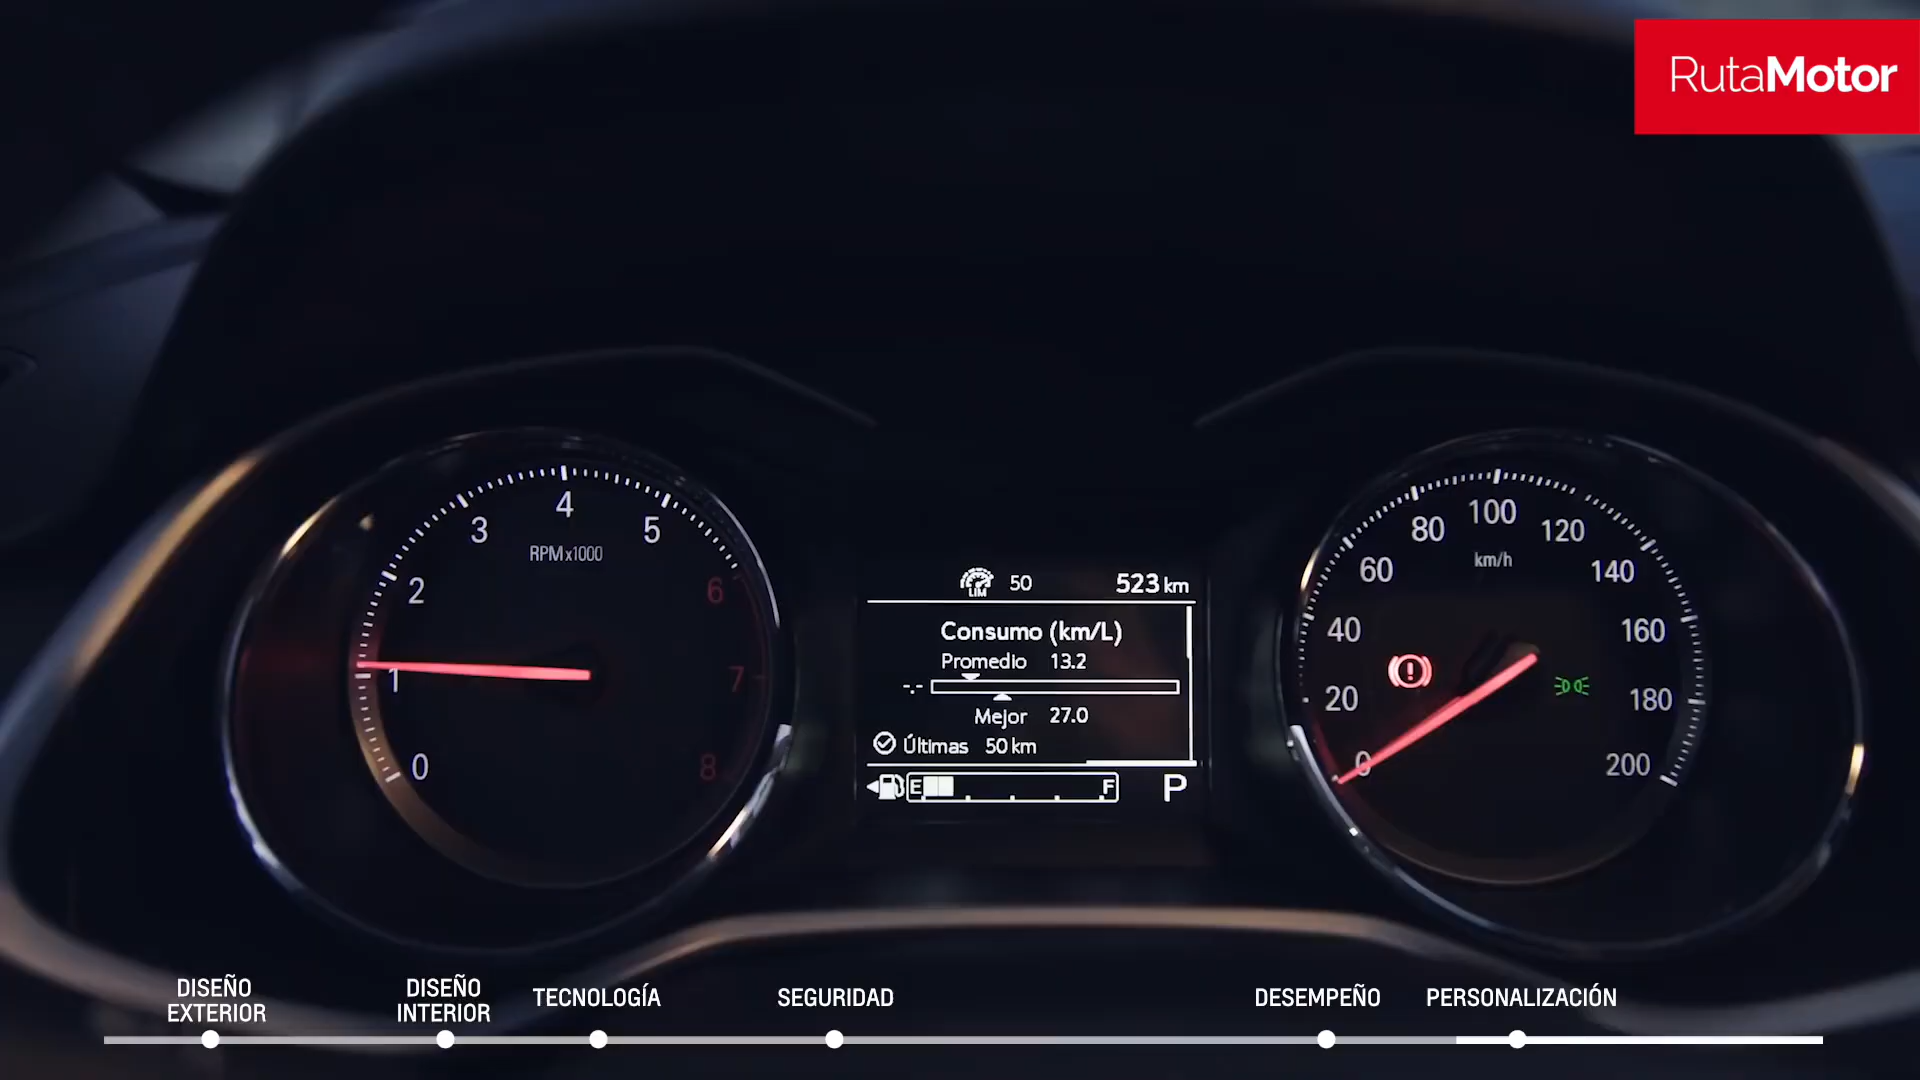 RutaMotor
0
1
2
3
4
5
6
7
8
RPMx1000
LIM 50 523 km
Consumo (km/L)
Promedio 13.2
-.-
Mejor 27.0
Últimas 50 km
E F P
0
20
40
60
80
100
120
140
160
180
200
km/h
DISEÑO
EXTERIOR
DISEÑO
INTERIOR
TECNOLOGÍA
SEGURIDAD
DESEMPEÑO
PERSONALIZACIÓN